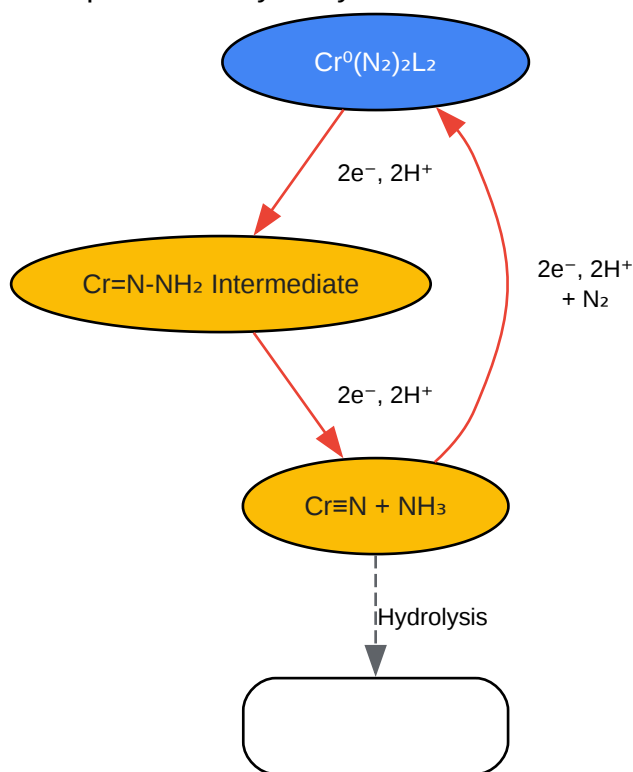 Cr⁰(N₂)₂L₂
2e⁻, 2H⁺
Cr=N-NH₂ Intermediate
2e⁻, 2H⁺
+ N₂
2e⁻, 2H⁺
Cr≡N + NH₃
Hydrolysis